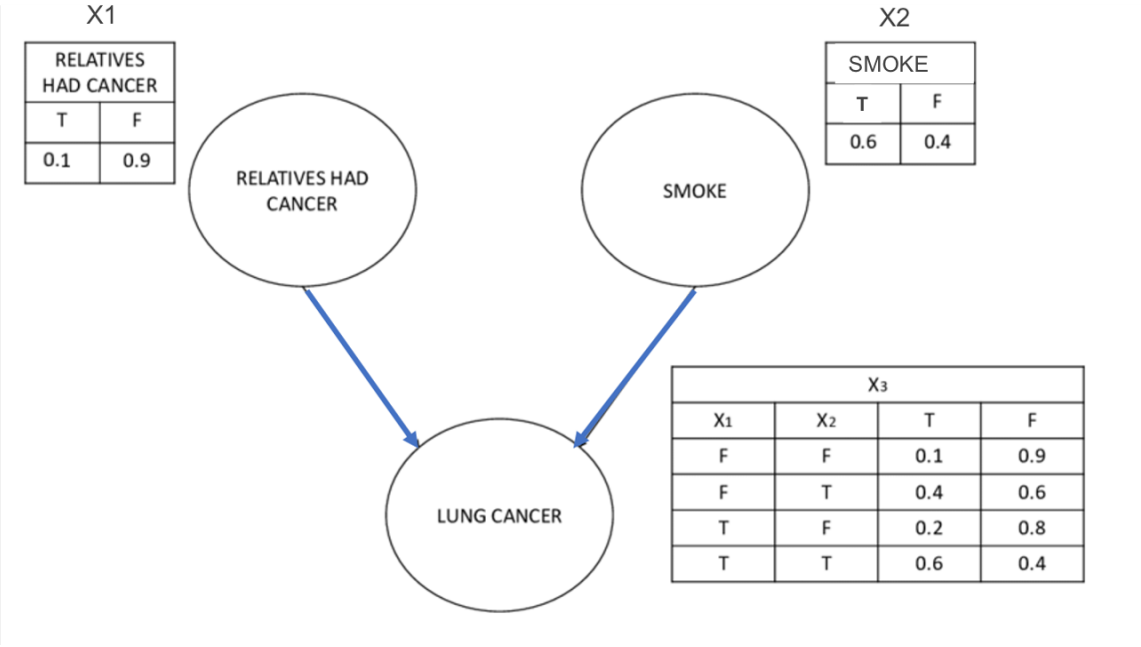 X1
RELATIVES
HAD CANCER
T F
0.1 0.9
RELATIVES HAD
CANCER
SMOKE
X2
SMOKE
T F
0.6 0.4
LUNG CANCER
X3
X1 X2 T F
F F 0.1 0.9
F T 0.4 0.6
T F 0.2 0.8
T T 0.6 0.4